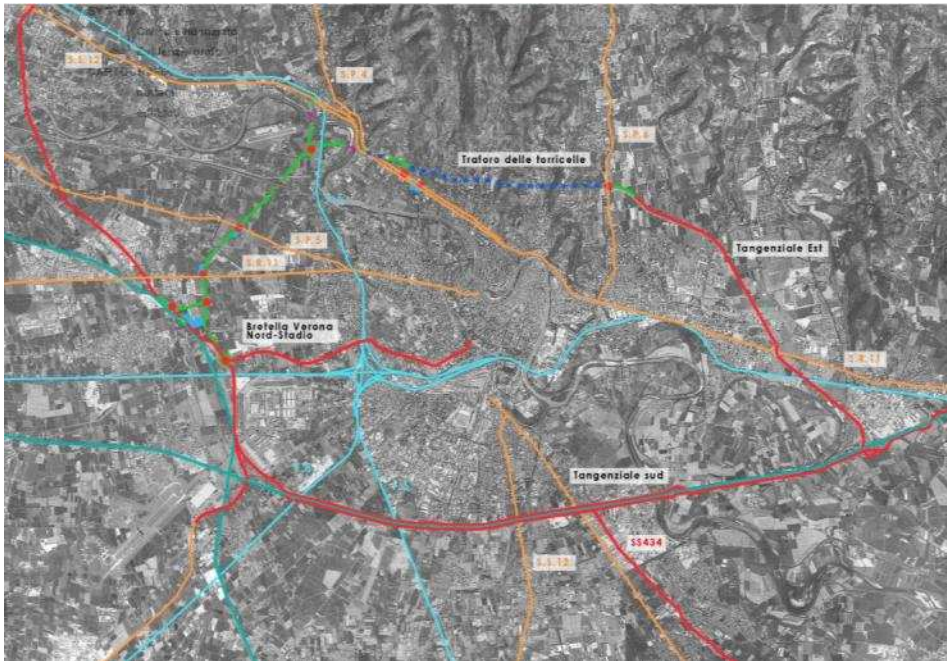 S.S.12
S.P.4
Traforo delle torricelle
S.P.6
S.P.5
S.R.11
Tangenziale Est
Bretella Verona
Nord-Stadio
S.R.11
Tangenziale sud
SS434
S.S.12